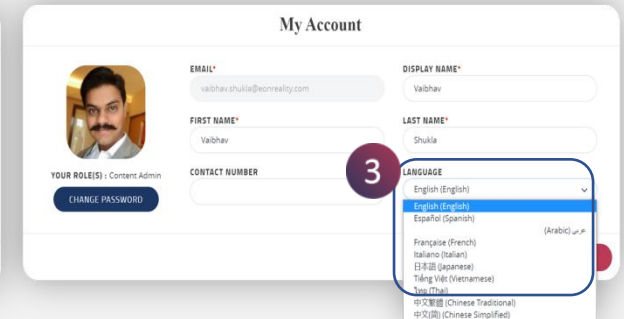 My Account
EMAIL*
vaibhav.shukla@eonreality.com
DISPLAY NAME*
Vaibhav
FIRST NAME*
Vaibhav
LAST NAME*
Shukla
YOUR ROLE(S) : Content Admin
CHANGE PASSWORD
CONTACT NUMBER
3
LANGUAGE
English (English)
English (English)
Español (Spanish)
عربي (Arabic)
Française (French)
Italiano (Italian)
日本語 (Japanese)
Tiếng Việt (Vietnamese)
ไทย (Thai)
中文繁體 (Chinese Traditional)
中文(简) (Chinese Simplified)